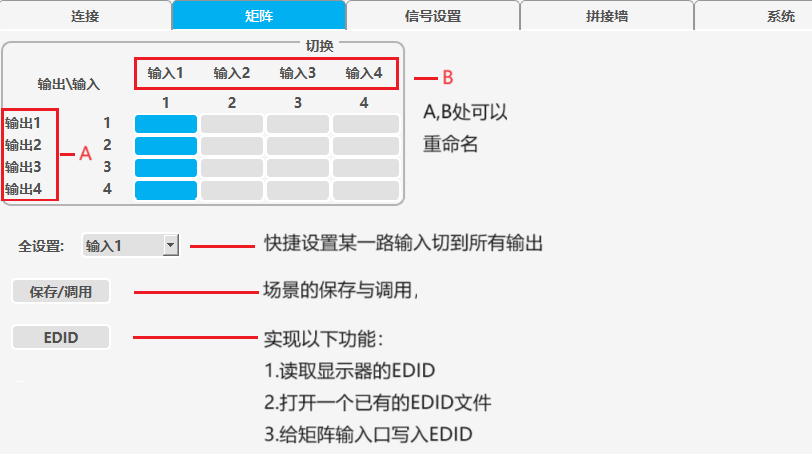 连接 矩阵 信号设置 拼接墙 系统
切换
输出\输入 输入1 输入2 输入3 输入4 B
1 2 3 4
A,B处可以
重命名
输出1 1
输出2 2
输出3 3
输出4 4
A
全设置: 输入1 快捷设置某一路输入切到所有输出
保存/调用 场景的保存与调用,
EDID 实现以下功能:
1.读取显示器的EDID
2.打开一个已有的EDID文件
3.给矩阵输入口写入EDID